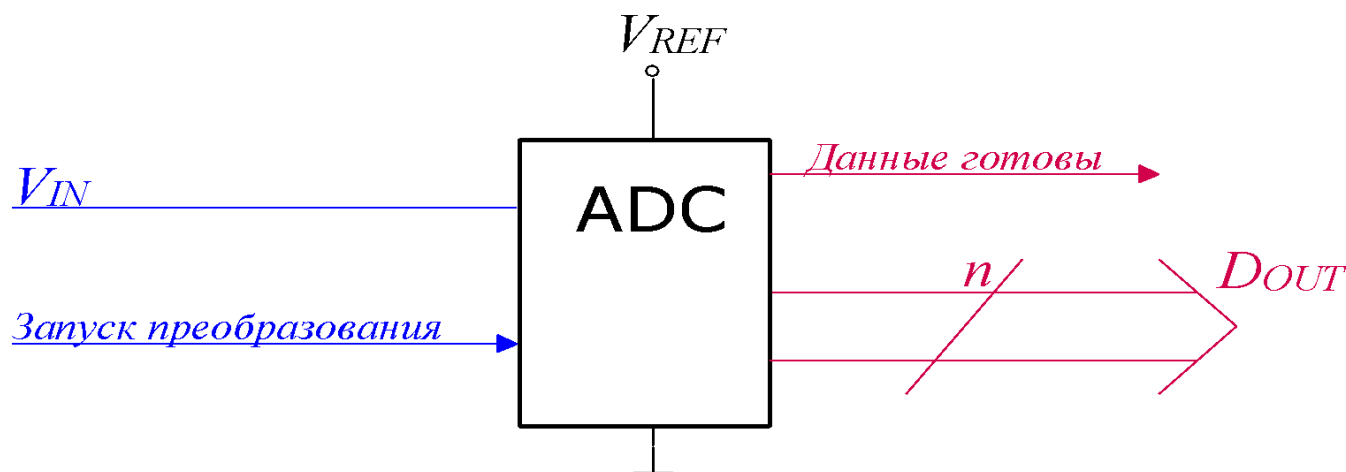 VREF
Данные готовы
VIN
ADC
n
DOUT
Запуск преобразования